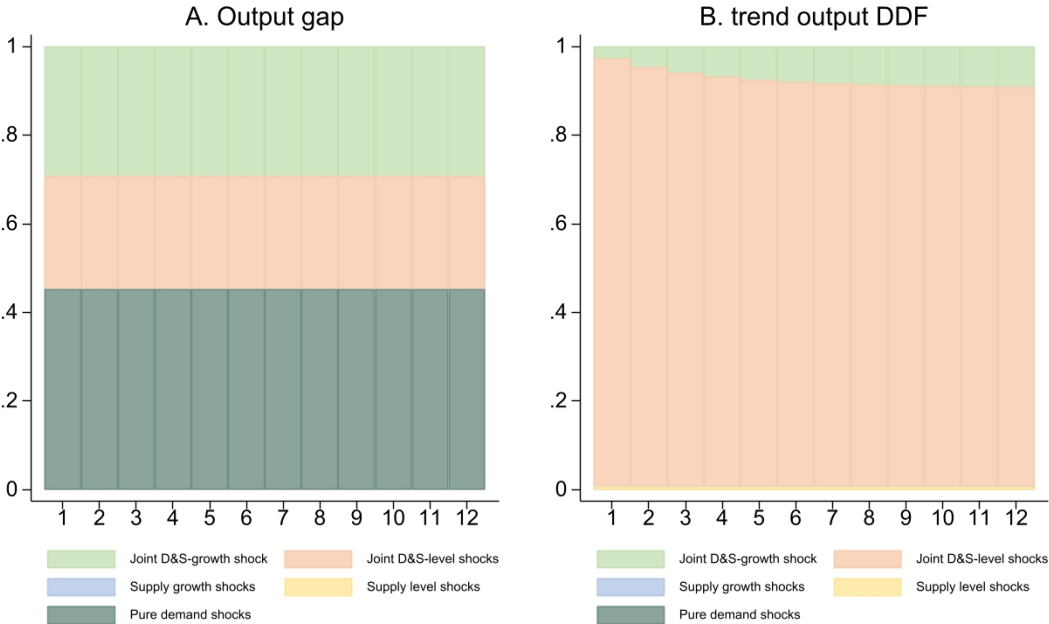 A. Output gap
1
.8
.6
.4
.2
0
1 2 3 4 5 6 7 8 9 10 11 12
Joint D&S-growth shock Joint D&S-level shocks
Supply growth shocks Supply level shocks
Pure demand shocks
B. trend output DDF
1
.8
.6
.4
.2
0
1 2 3 4 5 6 7 8 9 10 11 12
Joint D&S-growth shock Joint D&S-level shocks
Supply growth shocks Supply level shocks
Pure demand shocks